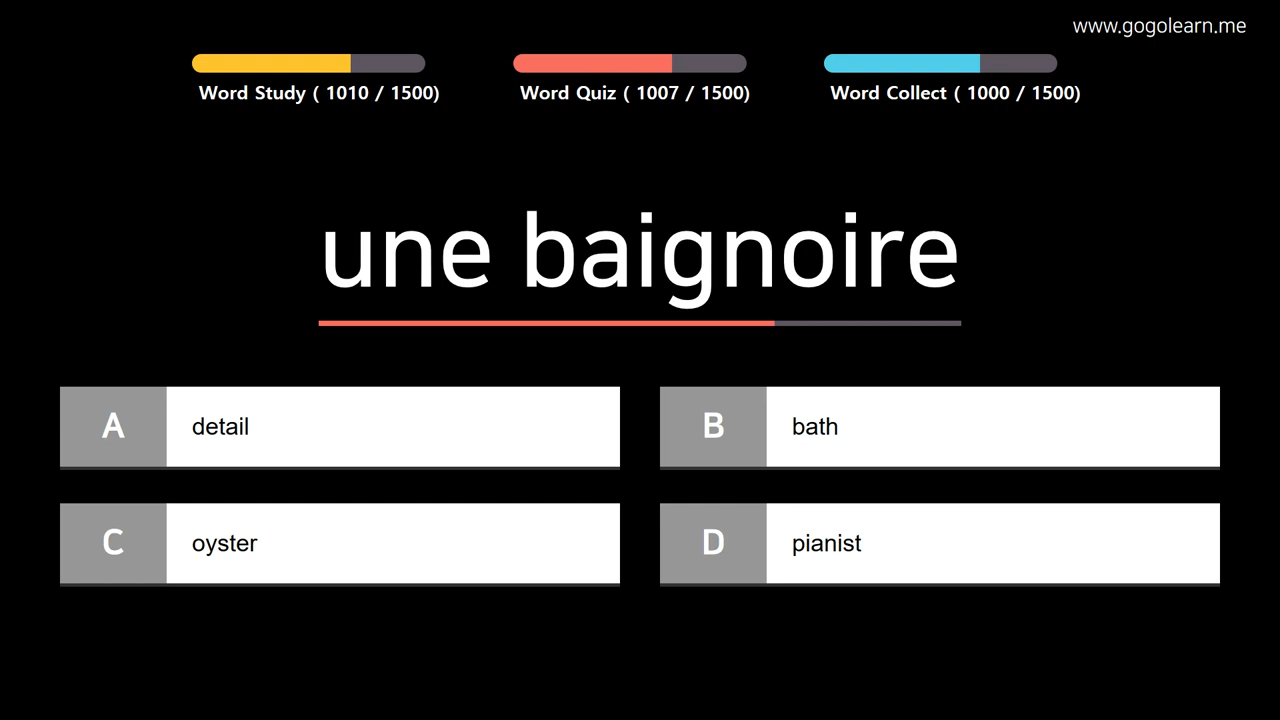 www.gogolearn.me
Word Study ( 1010 / 1500)
Word Quiz ( 1007 / 1500)
Word Collect ( 1000 / 1500)
une baignoire
A detail
B bath
C oyster
D pianist